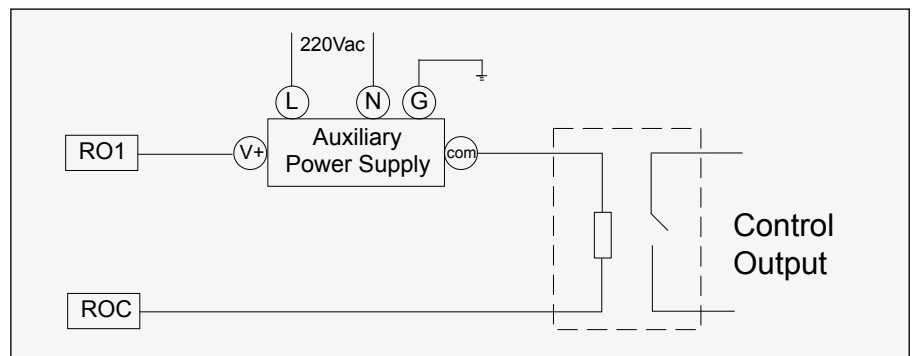 220Vac
L
N
G
RO1
V+
Auxiliary
Power Supply
com
Control
Output
ROC